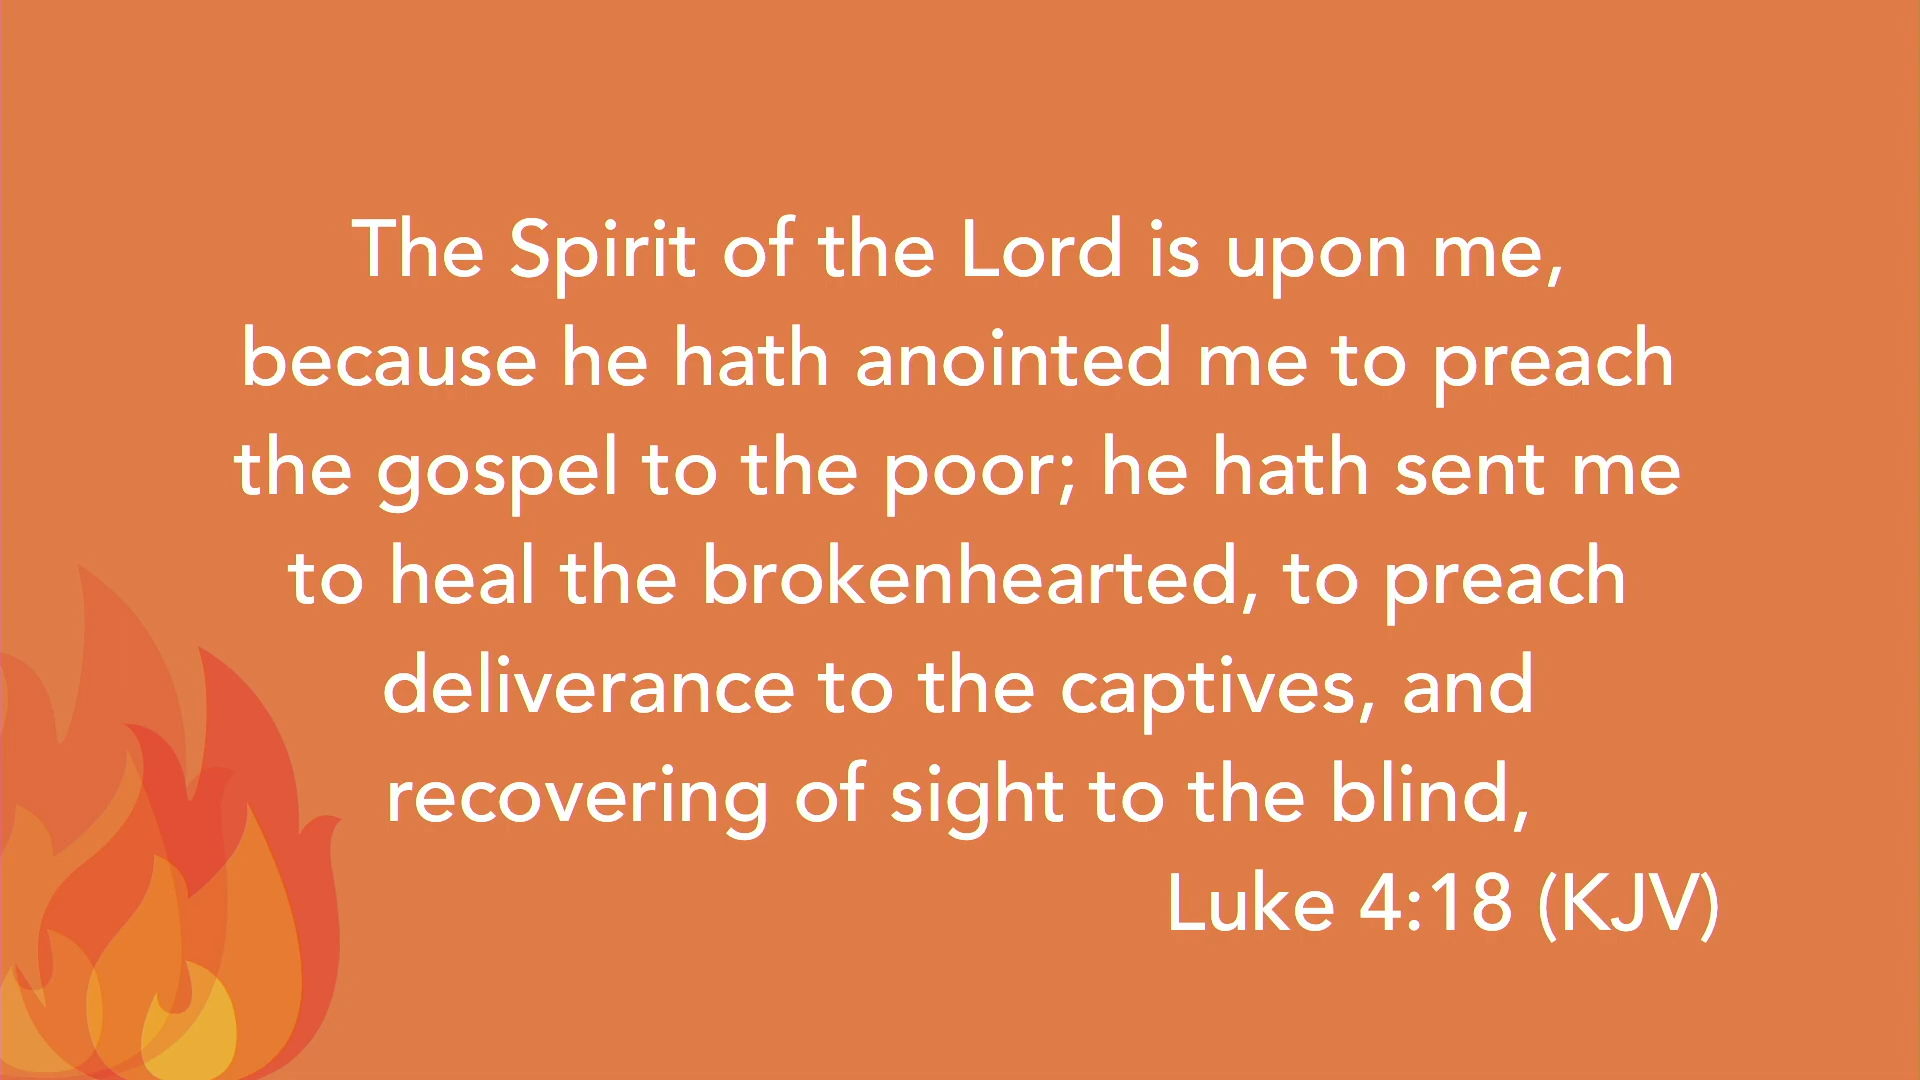 The Spirit of the Lord is upon me,
because he hath anointed me to preach
the gospel to the poor; he hath sent me
to heal the brokenhearted, to preach
deliverance to the captives, and
recovering of sight to the blind,
Luke 4:18 (KJV)